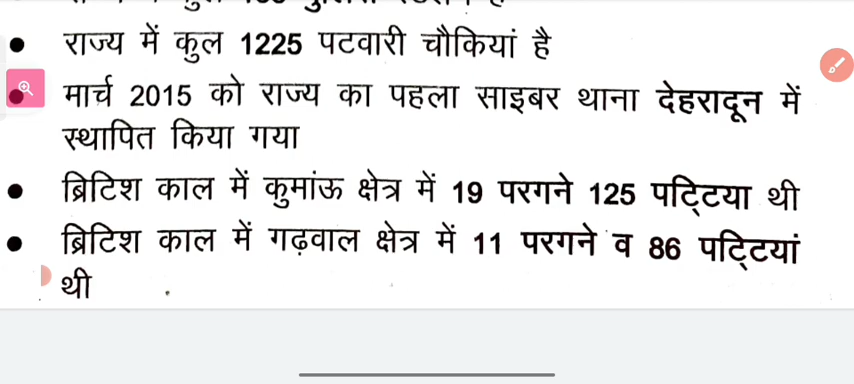 राज्य में कुल 1225 पटवारी चौकियां है
मार्च 2015 को राज्य का पहला साइबर थाना देहरादून में
स्थापित किया गया
ब्रिटिश काल में कुमांऊ क्षेत्र में 19 परगने 125 पट्टिया थी
ब्रिटिश काल में गढ़वाल क्षेत्र में 11 परगने व 86 पट्टियां
थी